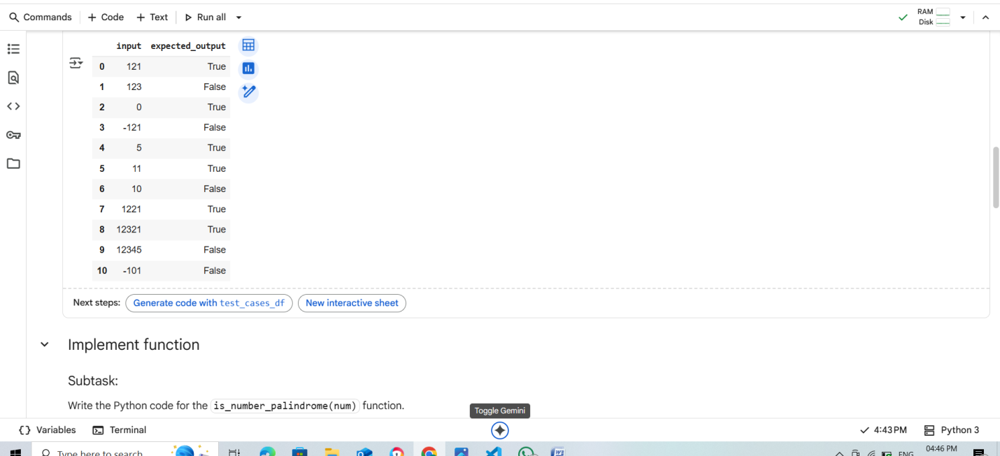 Commands + Code + Text Run all RAM Disk
input expected_output
0 121 True
1 123 False
2 0 True
3 -121 False
4 5 True
5 11 True
6 10 False
7 1221 True
8 12321 True
9 12345 False
10 -101 False
Next steps: Generate code with test_cases_df New interactive sheet
Implement function
Subtask:
Write the Python code for the is_number_palindrome(num) function.
Toggle Gemini
{} Variables Terminal 4:43 PM Python 3
Type here to search ENG 04:46 PM